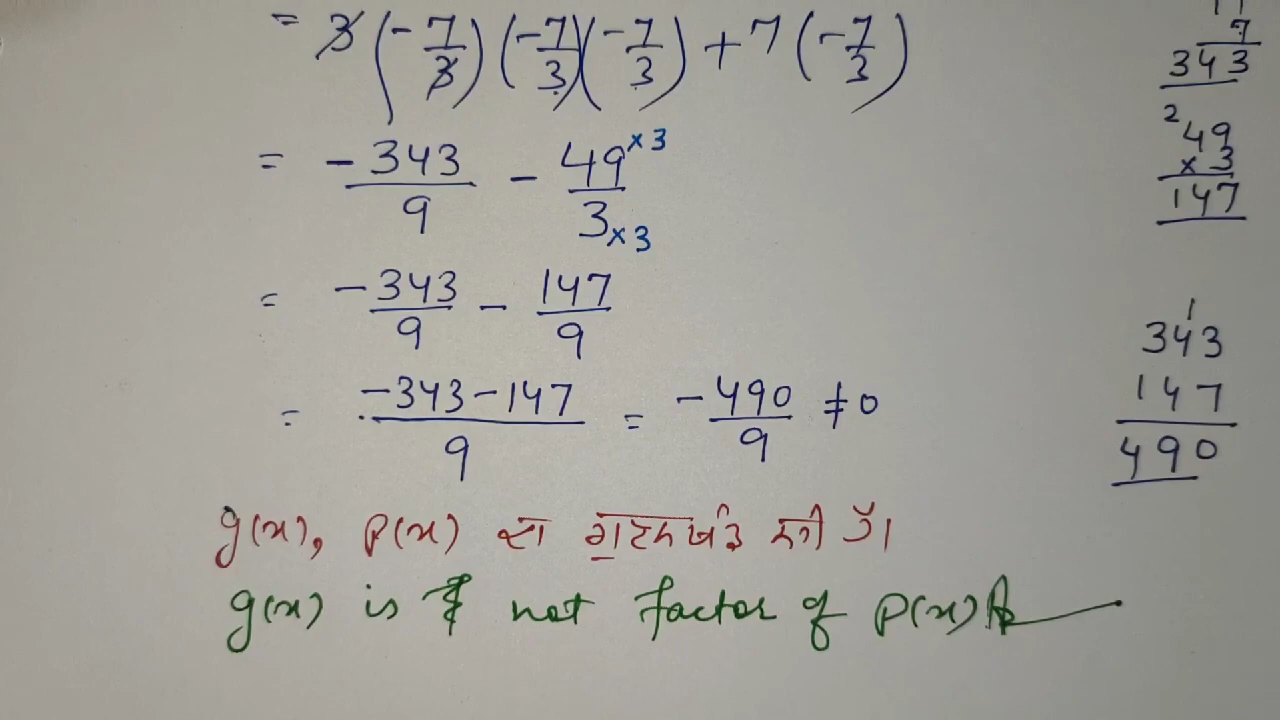 = 3(-7/3)(-7/3)(-7/3) + 7(-7/3)
= -343/9 - 49×3/3×3
= -343/9 - 147/9
= -343-147/9 = -490/9 ≠0
g(x), p(x) ਦਾ ਗੁਣਨਖੰਡ ਨਹੀਂ ਹੈ।
g(x) is not factor of p(x)
7
343
2
49
×3
147
1
343
147
490